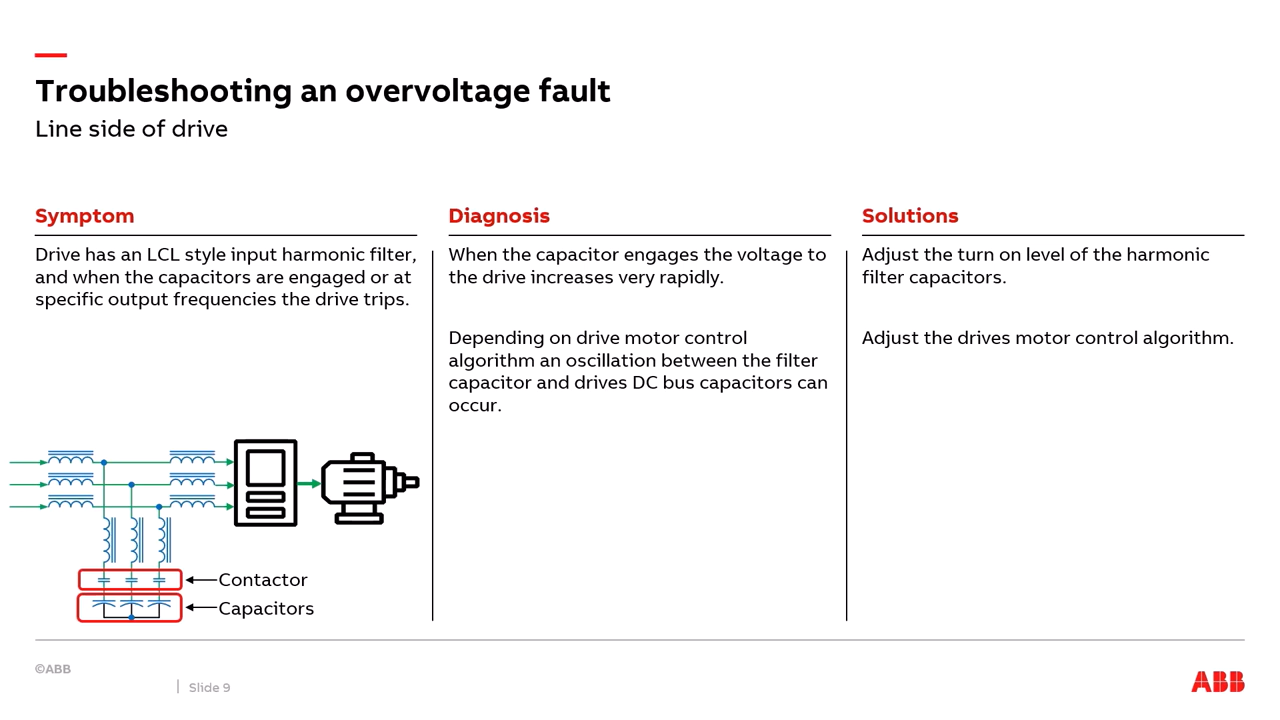 Troubleshooting an overvoltage fault
Line side of drive
Symptom
Drive has an LCL style input harmonic filter,
and when the capacitors are engaged or at
specific output frequencies the drive trips.
Contactor
Capacitors
Diagnosis
When the capacitor engages the voltage to
the drive increases very rapidly.
Depending on drive motor control
algorithm an oscillation between the filter
capacitor and drives DC bus capacitors can
occur.
Solutions
Adjust the turn on level of the harmonic
filter capacitors.
Adjust the drives motor control algorithm.
©ABB
Slide 9
ABB